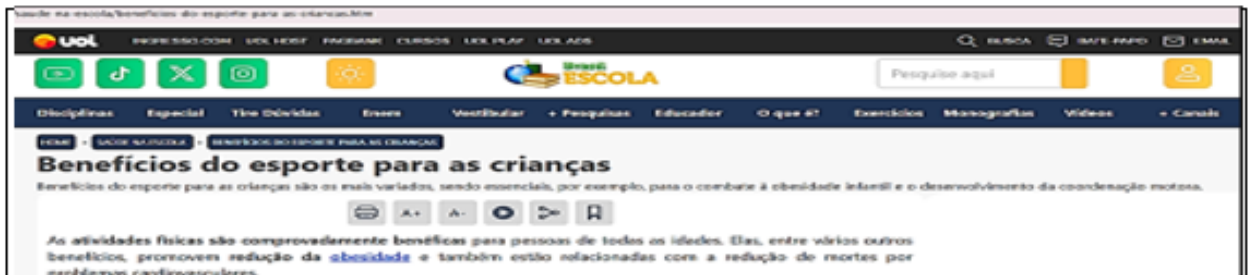 saude-na-escola/beneficios-do-esporte-para-as-criancas.htm
UOL INGRESSO.COM UOL HOST PAGBANK CURSOS UOL PLAY UOL ADS BUSCA BATE-PAPO EMAIL
Brasil
ESCOLA
Pesquise aqui
Disciplinas Especial Tire Dúvidas Enem Vestibular + Pesquisas Educador O que é? Exercícios Monografias Vídeos + Canais
HOME > SAÚDE NA ESCOLA > BENEFÍCIOS DO ESPORTE PARA AS CRIANÇAS
Benefícios do esporte para as crianças
Benefícios do esporte para as crianças são os mais variados, sendo essenciais, por exemplo, para o combate à obesidade infantil e o desenvolvimento da coordenação motora.
A+ A-
As atividades físicas são comprovadamente benéficas para pessoas de todas as idades. Elas, entre vários outros
benefícios, promovem redução da obesidade e também estão relacionadas com a redução de mortes por
problemas cardiovasculares.